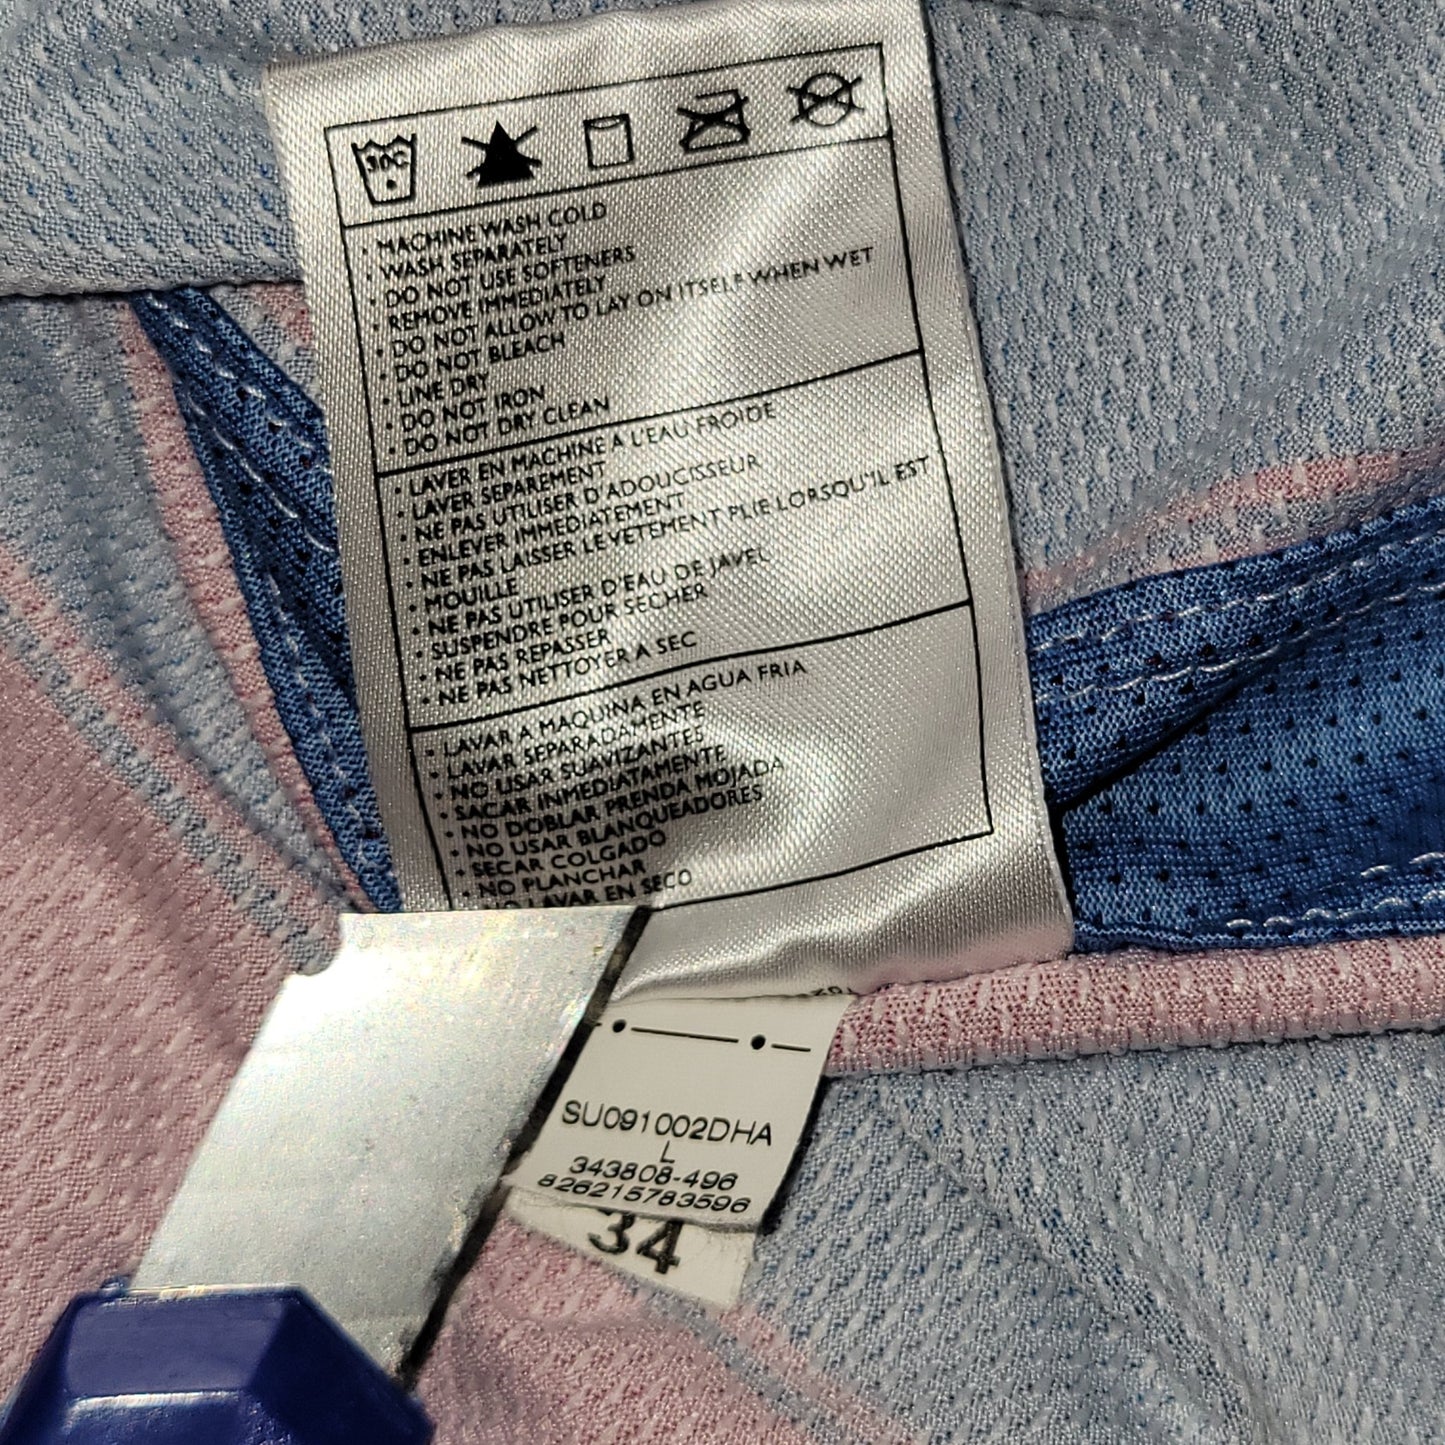 30C
• MACHINE WASH COLD
• WASH SEPARATELY
• DO NOT USE SOFTENERS
• REMOVE IMMEDIATELY
• DO NOT ALLOW TO LAY ON ITSELF WHEN WET
• DO NOT BLEACH
• LINE DRY
• DO NOT IRON
• DO NOT DRY CLEAN
• LAVER EN MACHINE A L'EAU FROIDE
• LAVER SEPAREMENT
• NE PAS UTILISER D'ADOUCISSEUR
• ENLEVER IMMEDIATEMENT
• NE PAS LAISSER LE VETEMENT PLIE LORSQU'IL EST
MOUILLE
• NE PAS UTILISER D'EAU DE JAVEL
• SUSPENDRE POUR SECHER
• NE PAS REPASSER
• NE PAS NETTOYER A SEC
• LAVAR A MAQUINA EN AGUA FRIA
• LAVAR SEPARADAMENTE
• NO USAR SUAVIZANTES
• SACAR INMEDIATAMENTE
• NO DOBLAR PRENDA MOJADA
• NO USAR BLANQUEADORES
• SECAR COLGADO
• NO PLANCHAR
NO LAVAR EN SECO
SU091002DHA
L
343808-496
826215783596
34